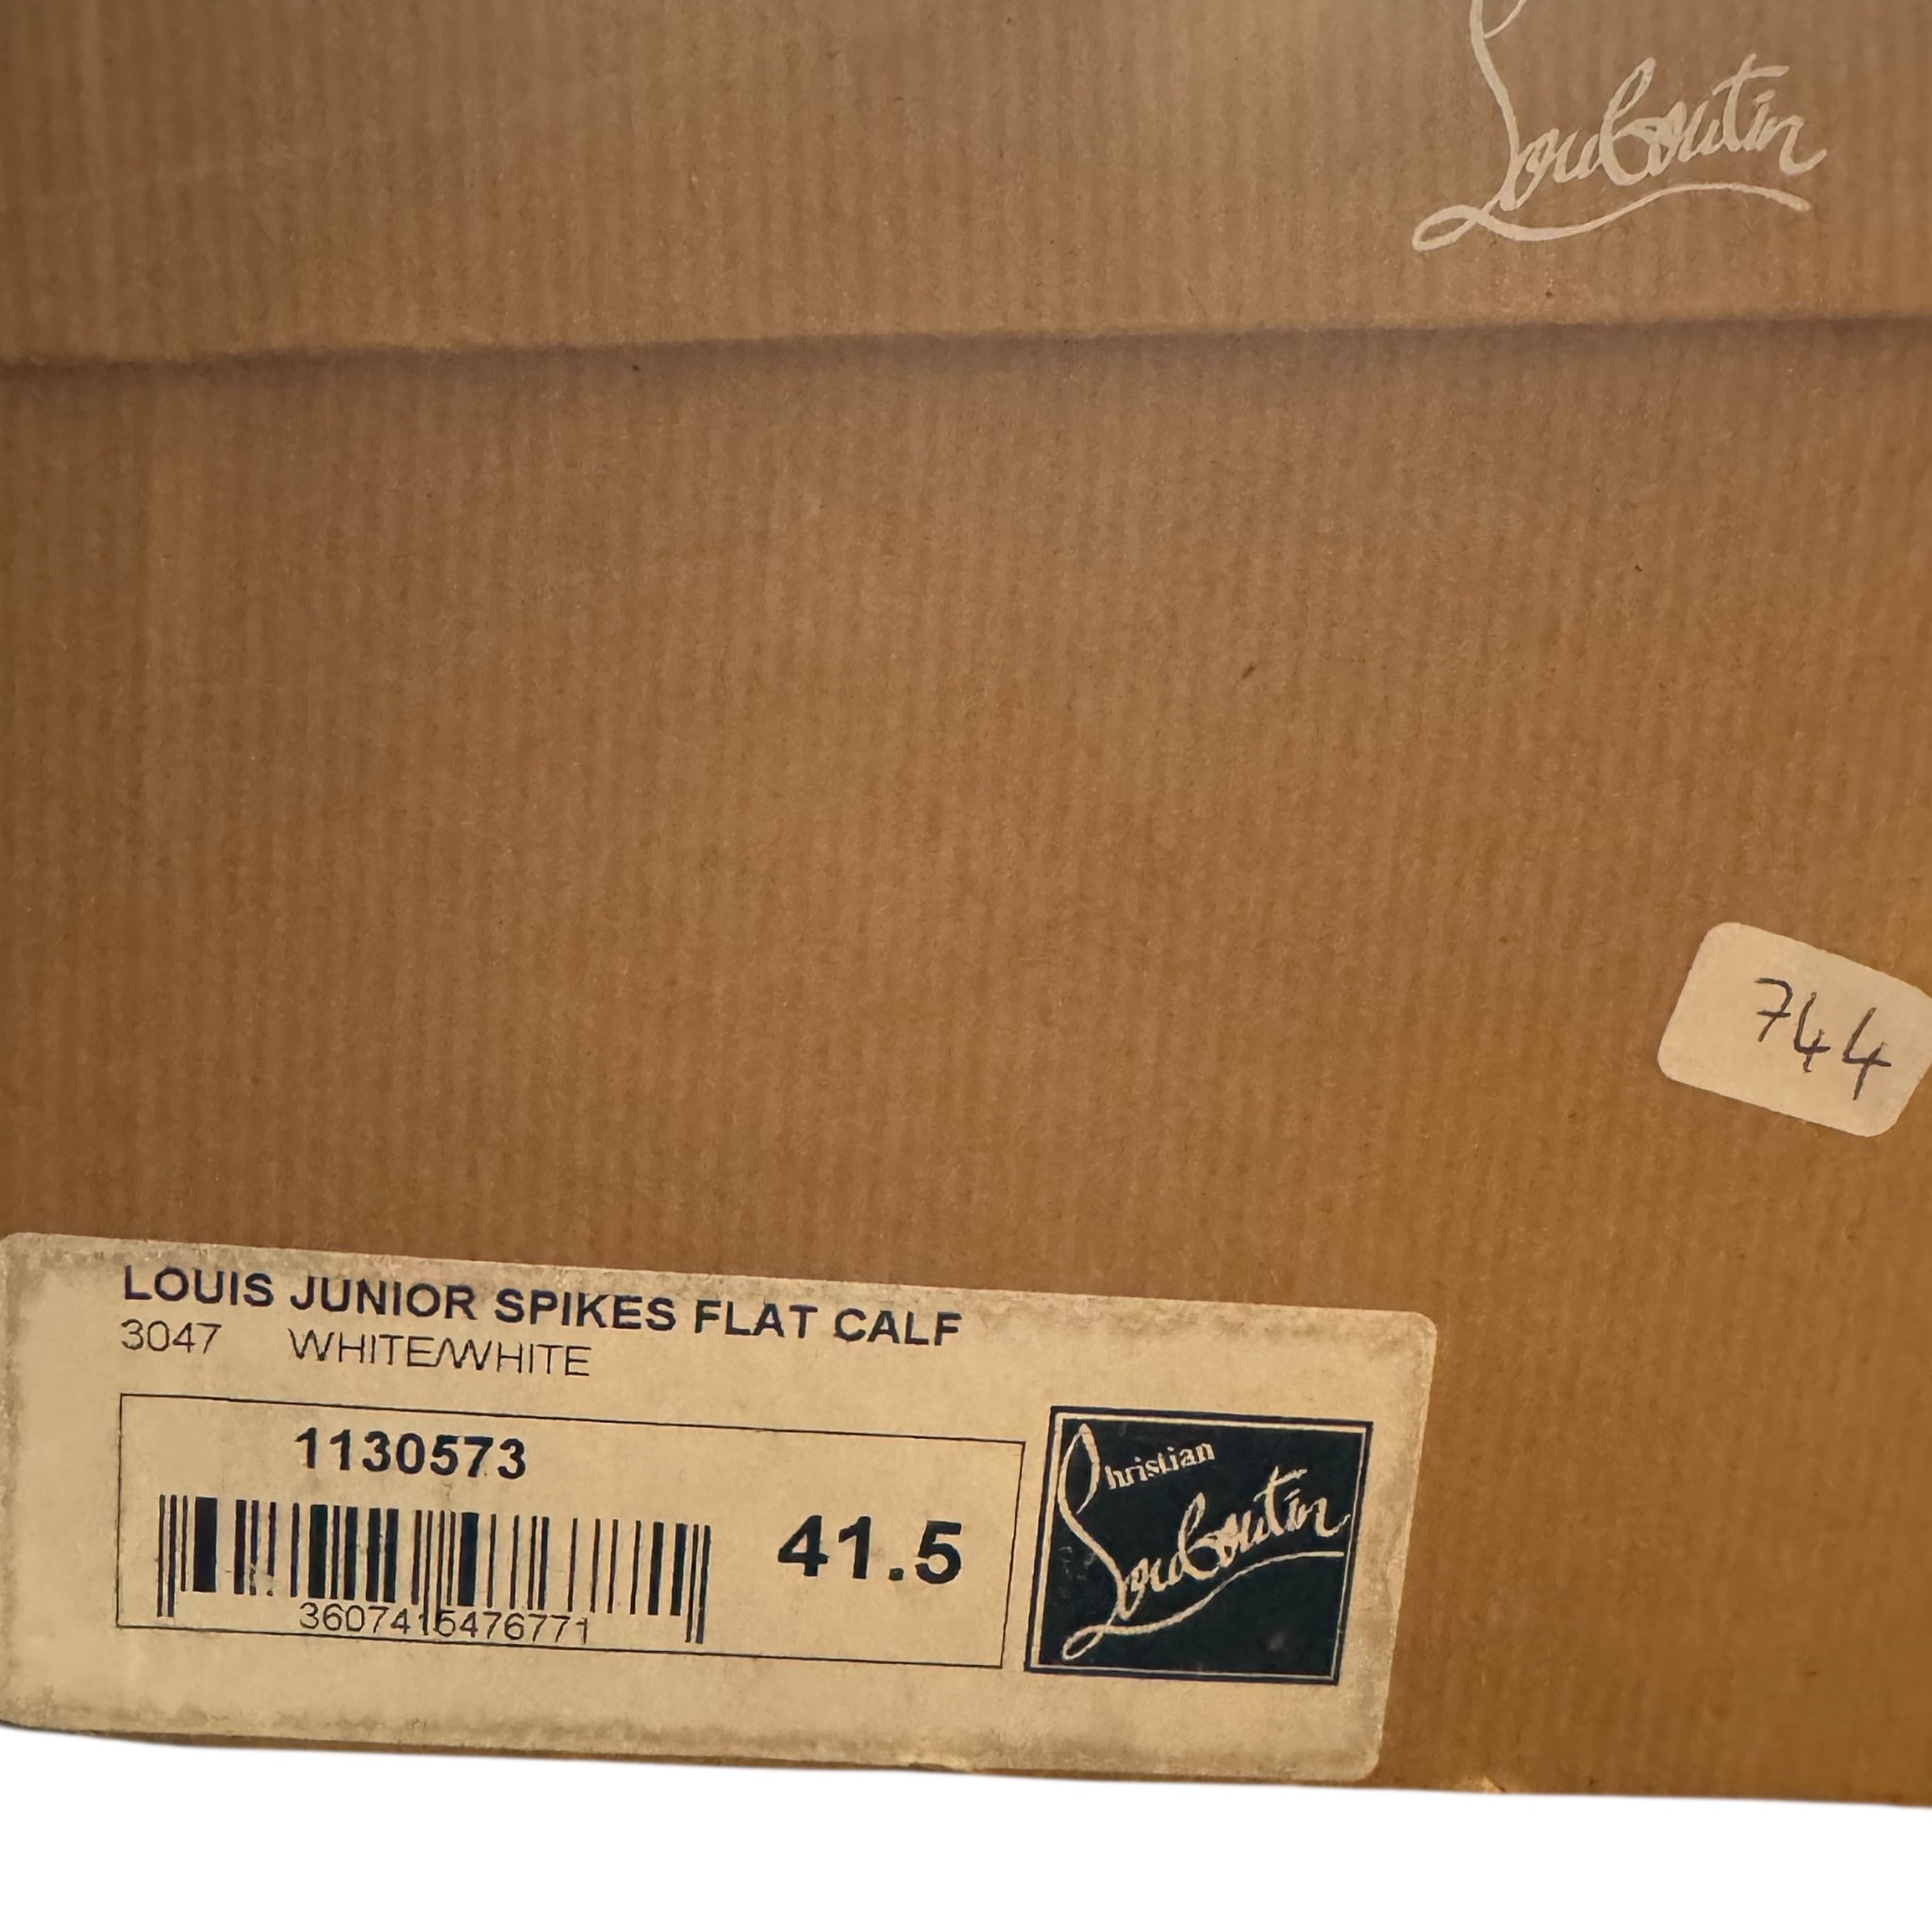 Louboutin
744
LOUIS JUNIOR SPIKES FLAT CALF
3047 WHITE/WHITE
1130573
41.5
3607415476771
Christian
Louboutin